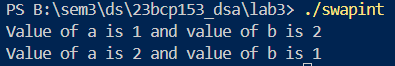 PS B:\sem3\ds\23bcp153_dsa\lab3> ./swapint
Value of a is 1 and value of b is 2
Value of a is 2 and value of b is 1